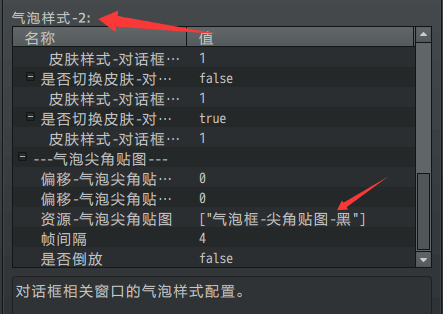 气泡样式-2:
名称 值
皮肤样式-对话框… 1
是否切换皮肤-对… false
皮肤样式-对话框… 1
是否切换皮肤-对… true
皮肤样式-对话框… 1
---气泡尖角贴图---
偏移-气泡尖角贴… 0
偏移-气泡尖角贴… 0
资源-气泡尖角贴图 ["气泡框-尖角贴图-黑"]
帧间隔 4
是否倒放 false
对话框相关窗口的气泡样式配置。